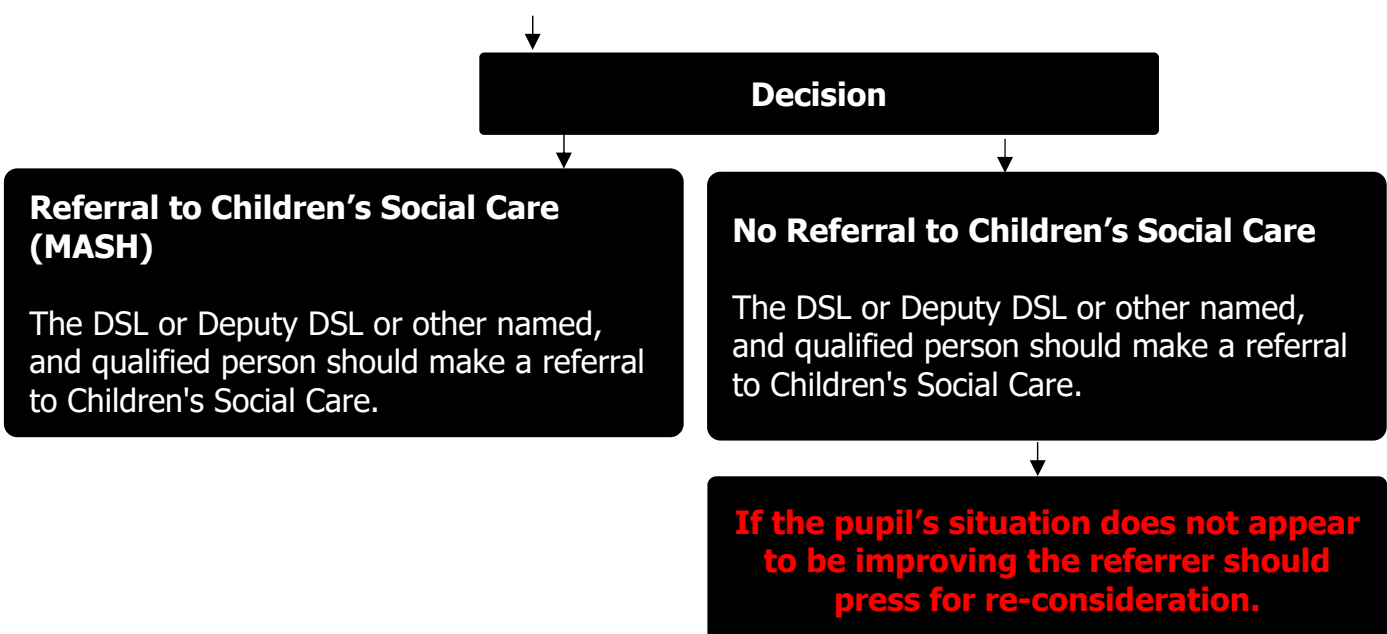 Decision
Referral to Children’s Social Care
(MASH)
The DSL or Deputy DSL or other named,
and qualified person should make a referral
to Children's Social Care.
No Referral to Children’s Social Care
The DSL or Deputy DSL or other named,
and qualified person should make a referral
to Children's Social Care.
If the pupil’s situation does not appear
to be improving the referrer should
press for re-consideration.